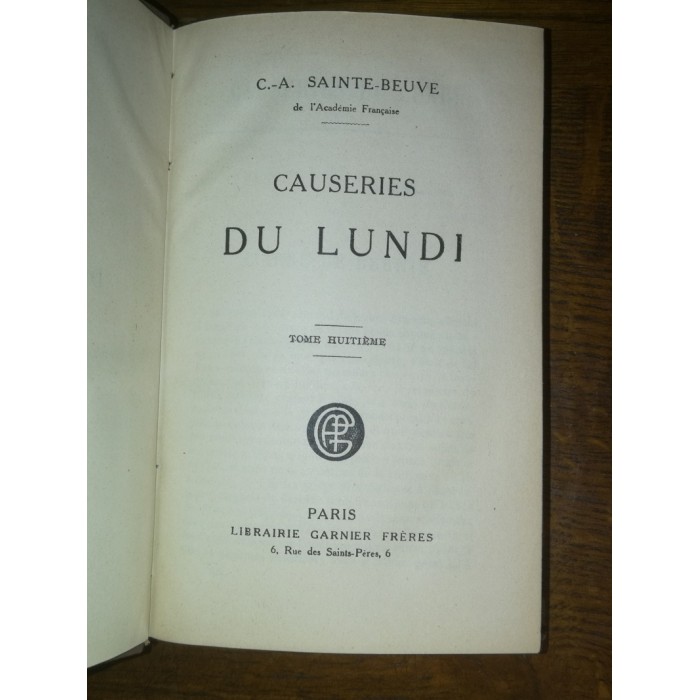 C.-A. SAINTE-BEUVE
de l'Académie Française
CAUSERIES
DU LUNDI
TOME HUITIÈME
PARIS
LIBRAIRIE GARNIER FRÈRES
6, Rue des Saints-Pères, 6